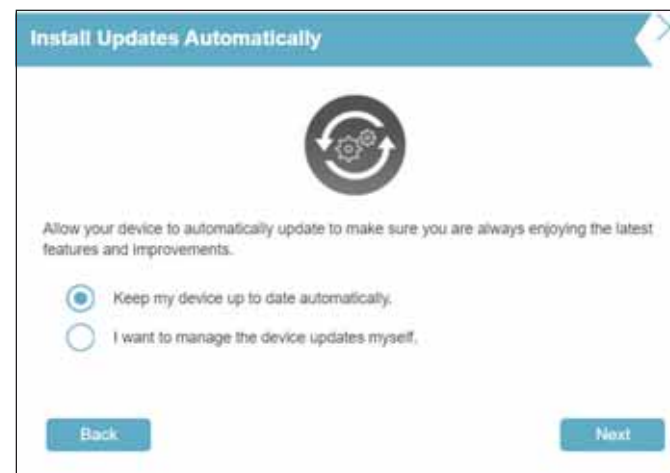 Install Updates Automatically
Allow your device to automatically update to make sure you are always enjoying the latest
features and improvements.
Keep my device up to date automatically.
I want to manage the device updates myself.
Back
Next